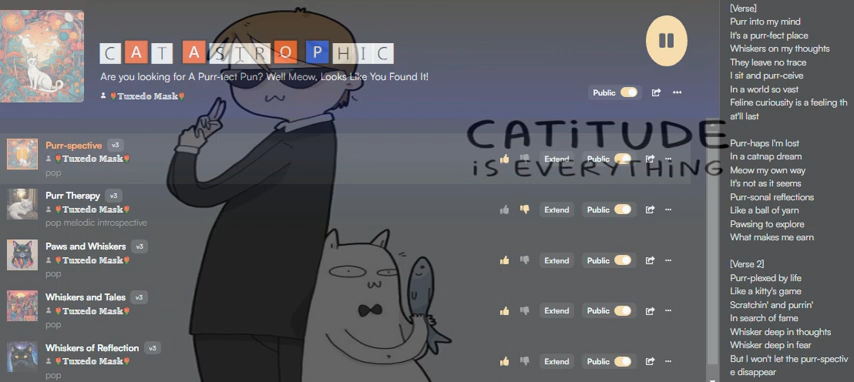 CATASTROPHIC
Are you looking for A Purr-fect Pun? Well Meow, Looks Like You Found It!
Tuxedo Mask
Public
CATiTUDE
iS EVERYTHiNG
Purr-spective v3
Tuxedo Mask
pop
Extend Public
Purr Therapy v3
Tuxedo Mask
pop melodic introspective
Extend Public
Paws and Whiskers v3
Tuxedo Mask
pop
Extend Public
Whiskers and Tales v3
Tuxedo Mask
pop
Extend Public
Whiskers of Reflection v3
Tuxedo Mask
pop
Extend Public
[Verse]
Purr into my mind
It's a purr-fect place
Whiskers on my thoughts
They leave no trace
I sit and purr-ceive
In a world so vast
Feline curiosity is a feeling th
at'll last
Purr-haps I'm lost
In a catnap dream
Meow my own way
It's not as it seems
Purr-sonal reflections
Like a ball of yarn
Pawsing to explore
What makes me earn
[Verse 2]
Purr-plexed by life
Like a kitty's game
Scratchin' and purrin'
In search of fame
Whisker deep in thoughts
Whisker deep in fear
But I won't let the purr-spectiv
e disappear